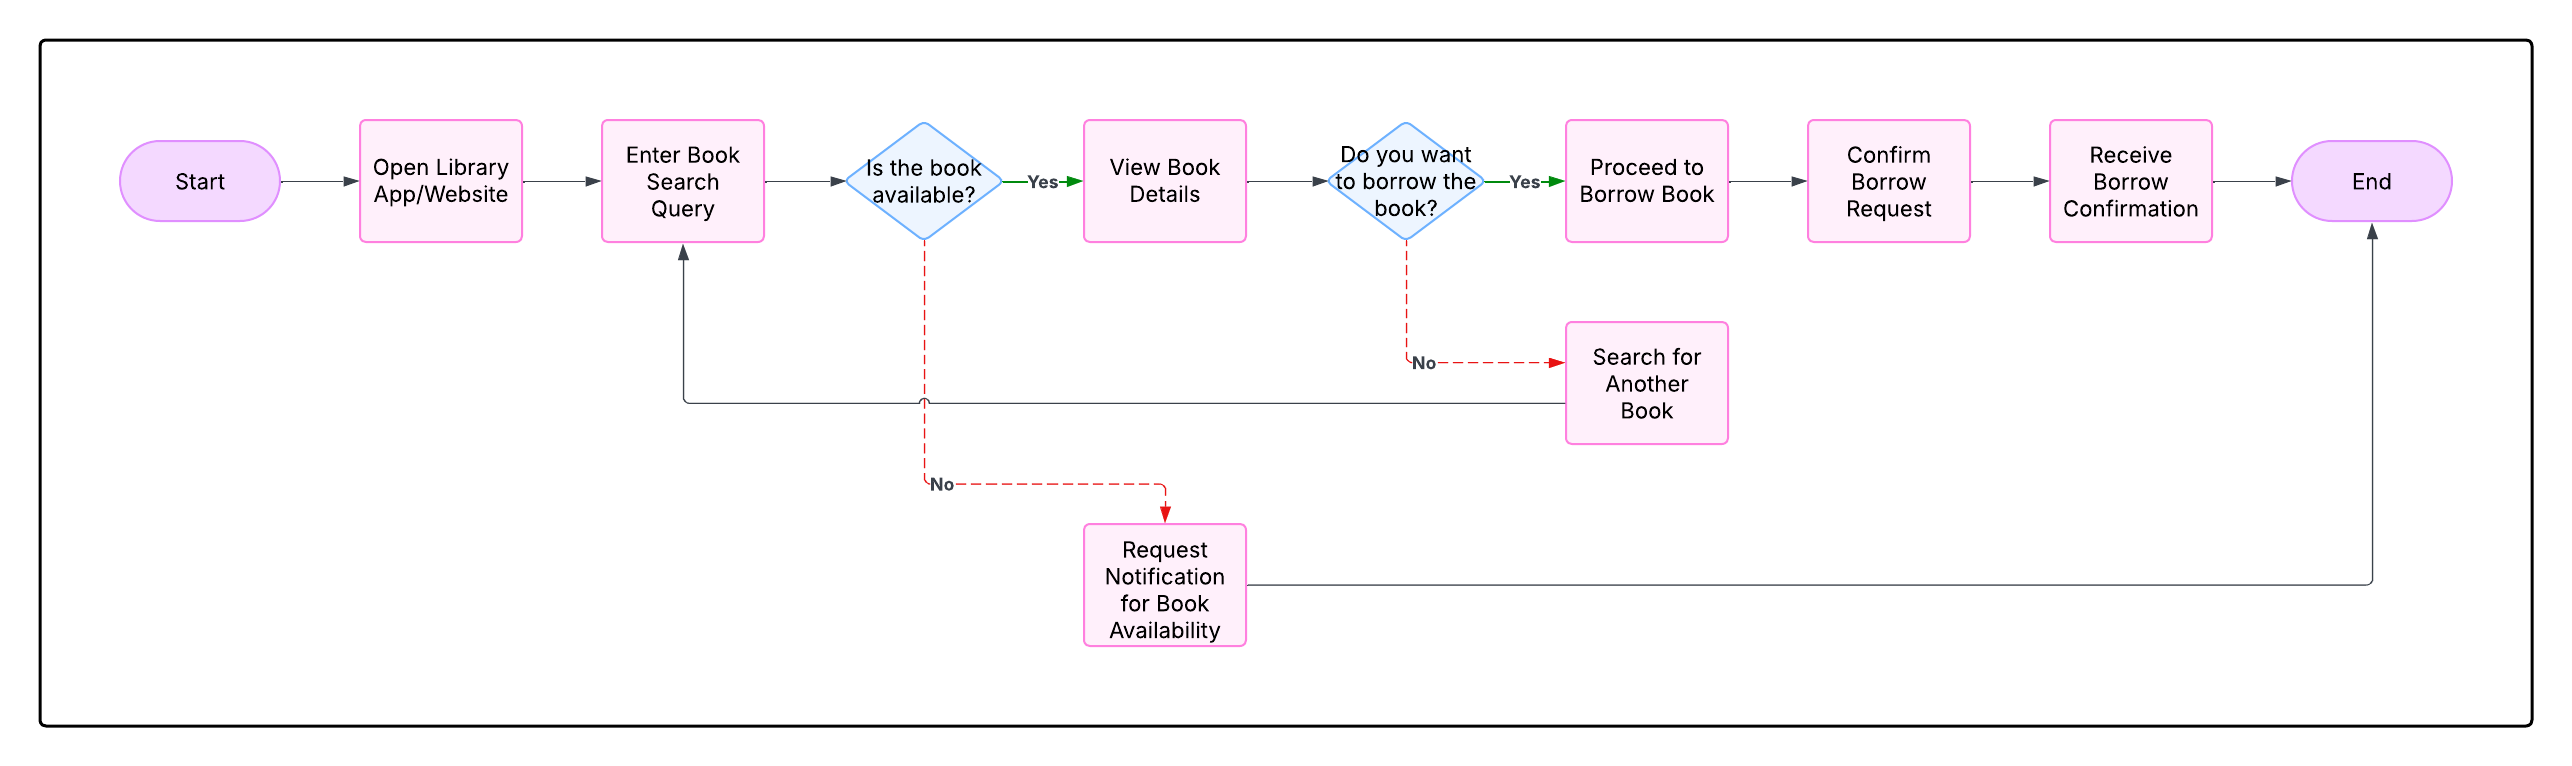 Start
Open Library
App/Website
Enter Book
Search
Query
Is the book
available?
Yes
View Book
Details
Do you want
to borrow the
book?
Yes
Proceed to
Borrow Book
Confirm
Borrow
Request
Receive
Borrow
Confirmation
End
No
Search for
Another
Book
No
Request
Notification
for Book
Availability